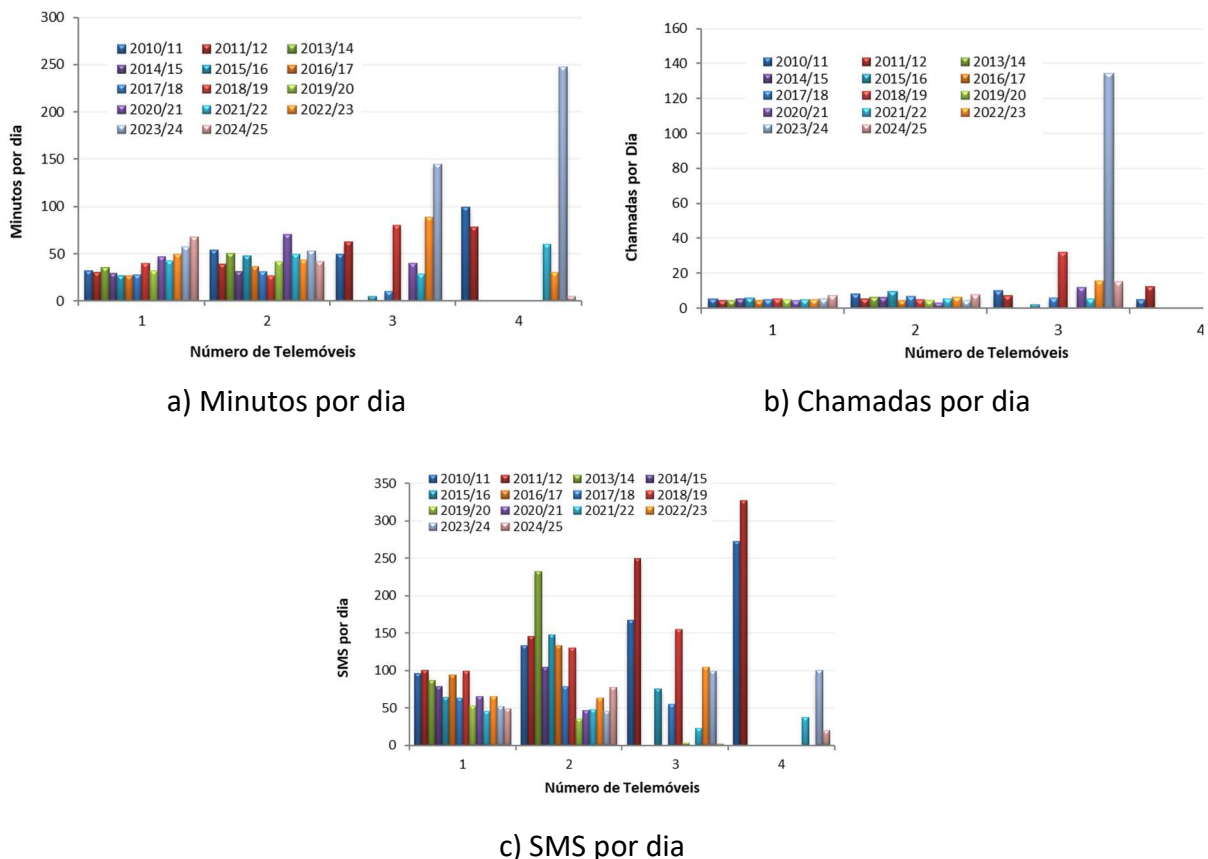 300
250
200
150
100
50
0
2010/11 2011/12 2013/14
2014/15 2015/16 2016/17
2017/18 2018/19 2019/20
2020/21 2021/22 2022/23
2023/24 2024/25
Minutos por dia
1 2 3 4
Número de Telemóveis
a) Minutos por dia
160
140
120
100
80
60
40
20
0
2010/11 2011/12 2013/14
2014/15 2015/16 2016/17
2017/18 2018/19 2019/20
2020/21 2021/22 2022/23
2023/24 2024/25
Chamadas por Dia
1 2 3 4
Número de Telemóveis
b) Chamadas por dia
350
300
250
200
150
100
50
0
2010/11 2011/12 2013/14 2014/15
2015/16 2016/17 2017/18 2018/19
2019/20 2020/21 2021/22 2022/23
2023/24 2024/25
SMS por dia
1 2 3 4
Número de Telemóveis
c) SMS por dia